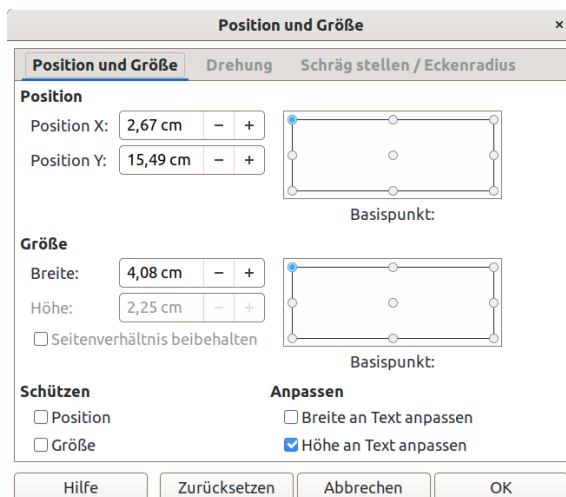 Position und Größe ×
Position und Größe Drehung Schräg stellen / Eckenradius
Position
Position X: 2,67 cm − +
Position Y: 15,49 cm − +
Basispunkt:
Größe
Breite: 4,08 cm − +
Höhe: 2,25 cm − +
Seitenverhältnis beibehalten
Basispunkt:
Schützen Anpassen
Position Breite an Text anpassen
Größe Höhe an Text anpassen
Hilfe Zurücksetzen Abbrechen OK